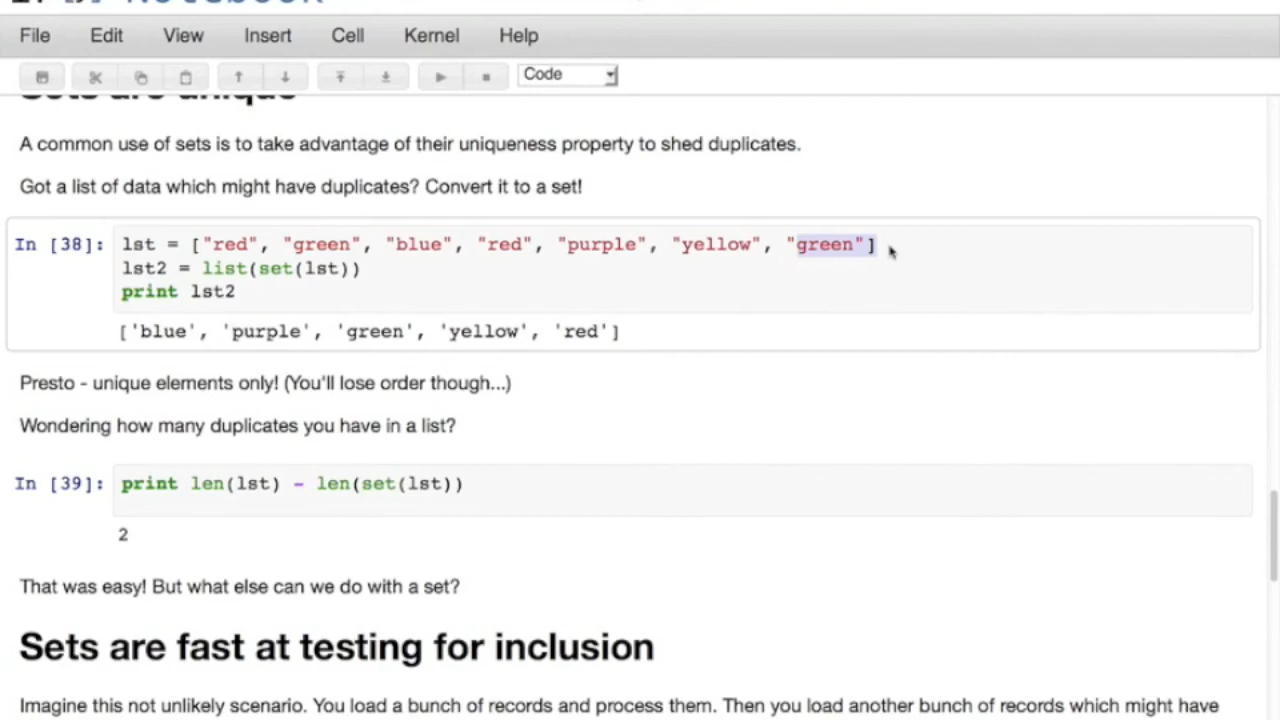 Notebook
File Edit View Insert Cell Kernel Help
Code
Sets are unique
A common use of sets is to take advantage of their uniqueness property to shed duplicates.
Got a list of data which might have duplicates? Convert it to a set!
In [38]: lst = ["red", "green", "blue", "red", "purple", "yellow", "green"]
lst2 = list(set(lst))
print lst2
['blue', 'purple', 'green', 'yellow', 'red']
Presto - unique elements only! (You'll lose order though...)
Wondering how many duplicates you have in a list?
In [39]: print len(lst) - len(set(lst))
2
That was easy! But what else can we do with a set?
Sets are fast at testing for inclusion
Imagine this not unlikely scenario. You load a bunch of records and process them. Then you load another bunch of records which might have